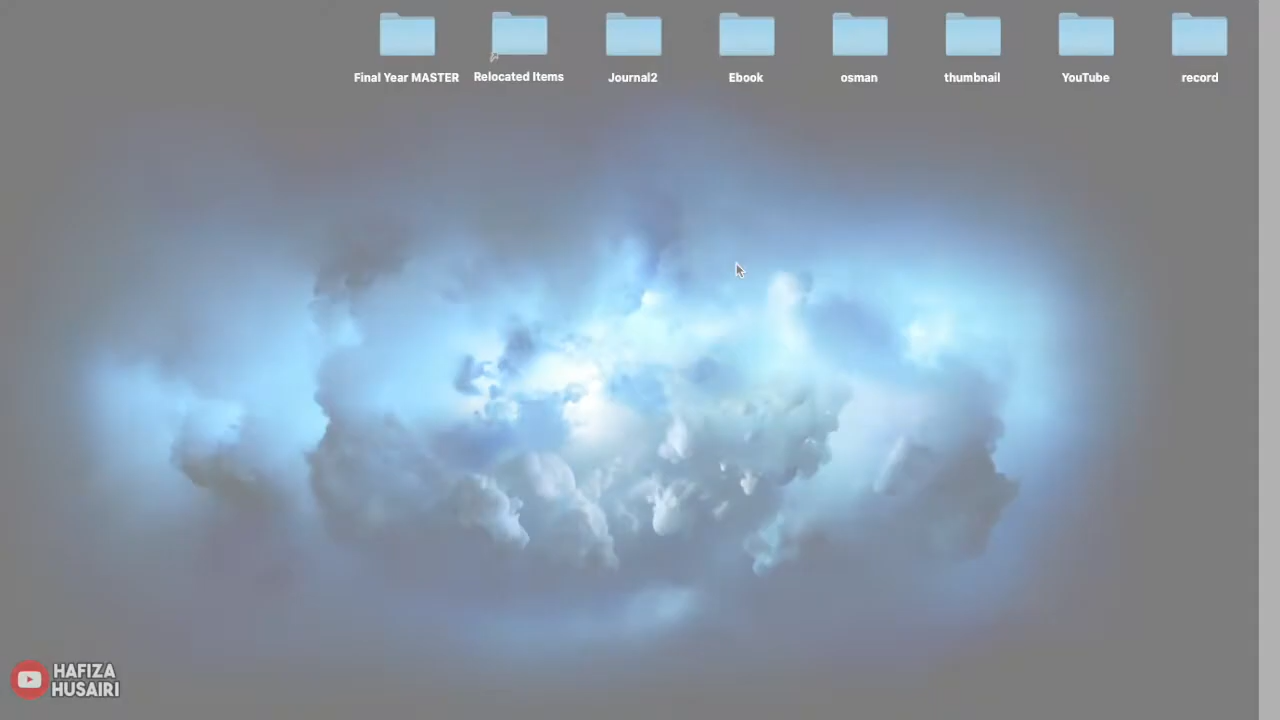 Final Year MASTER
Relocated Items
Journal2
Ebook
osman
thumbnail
YouTube
record
HAFIZA
HUSAIRI